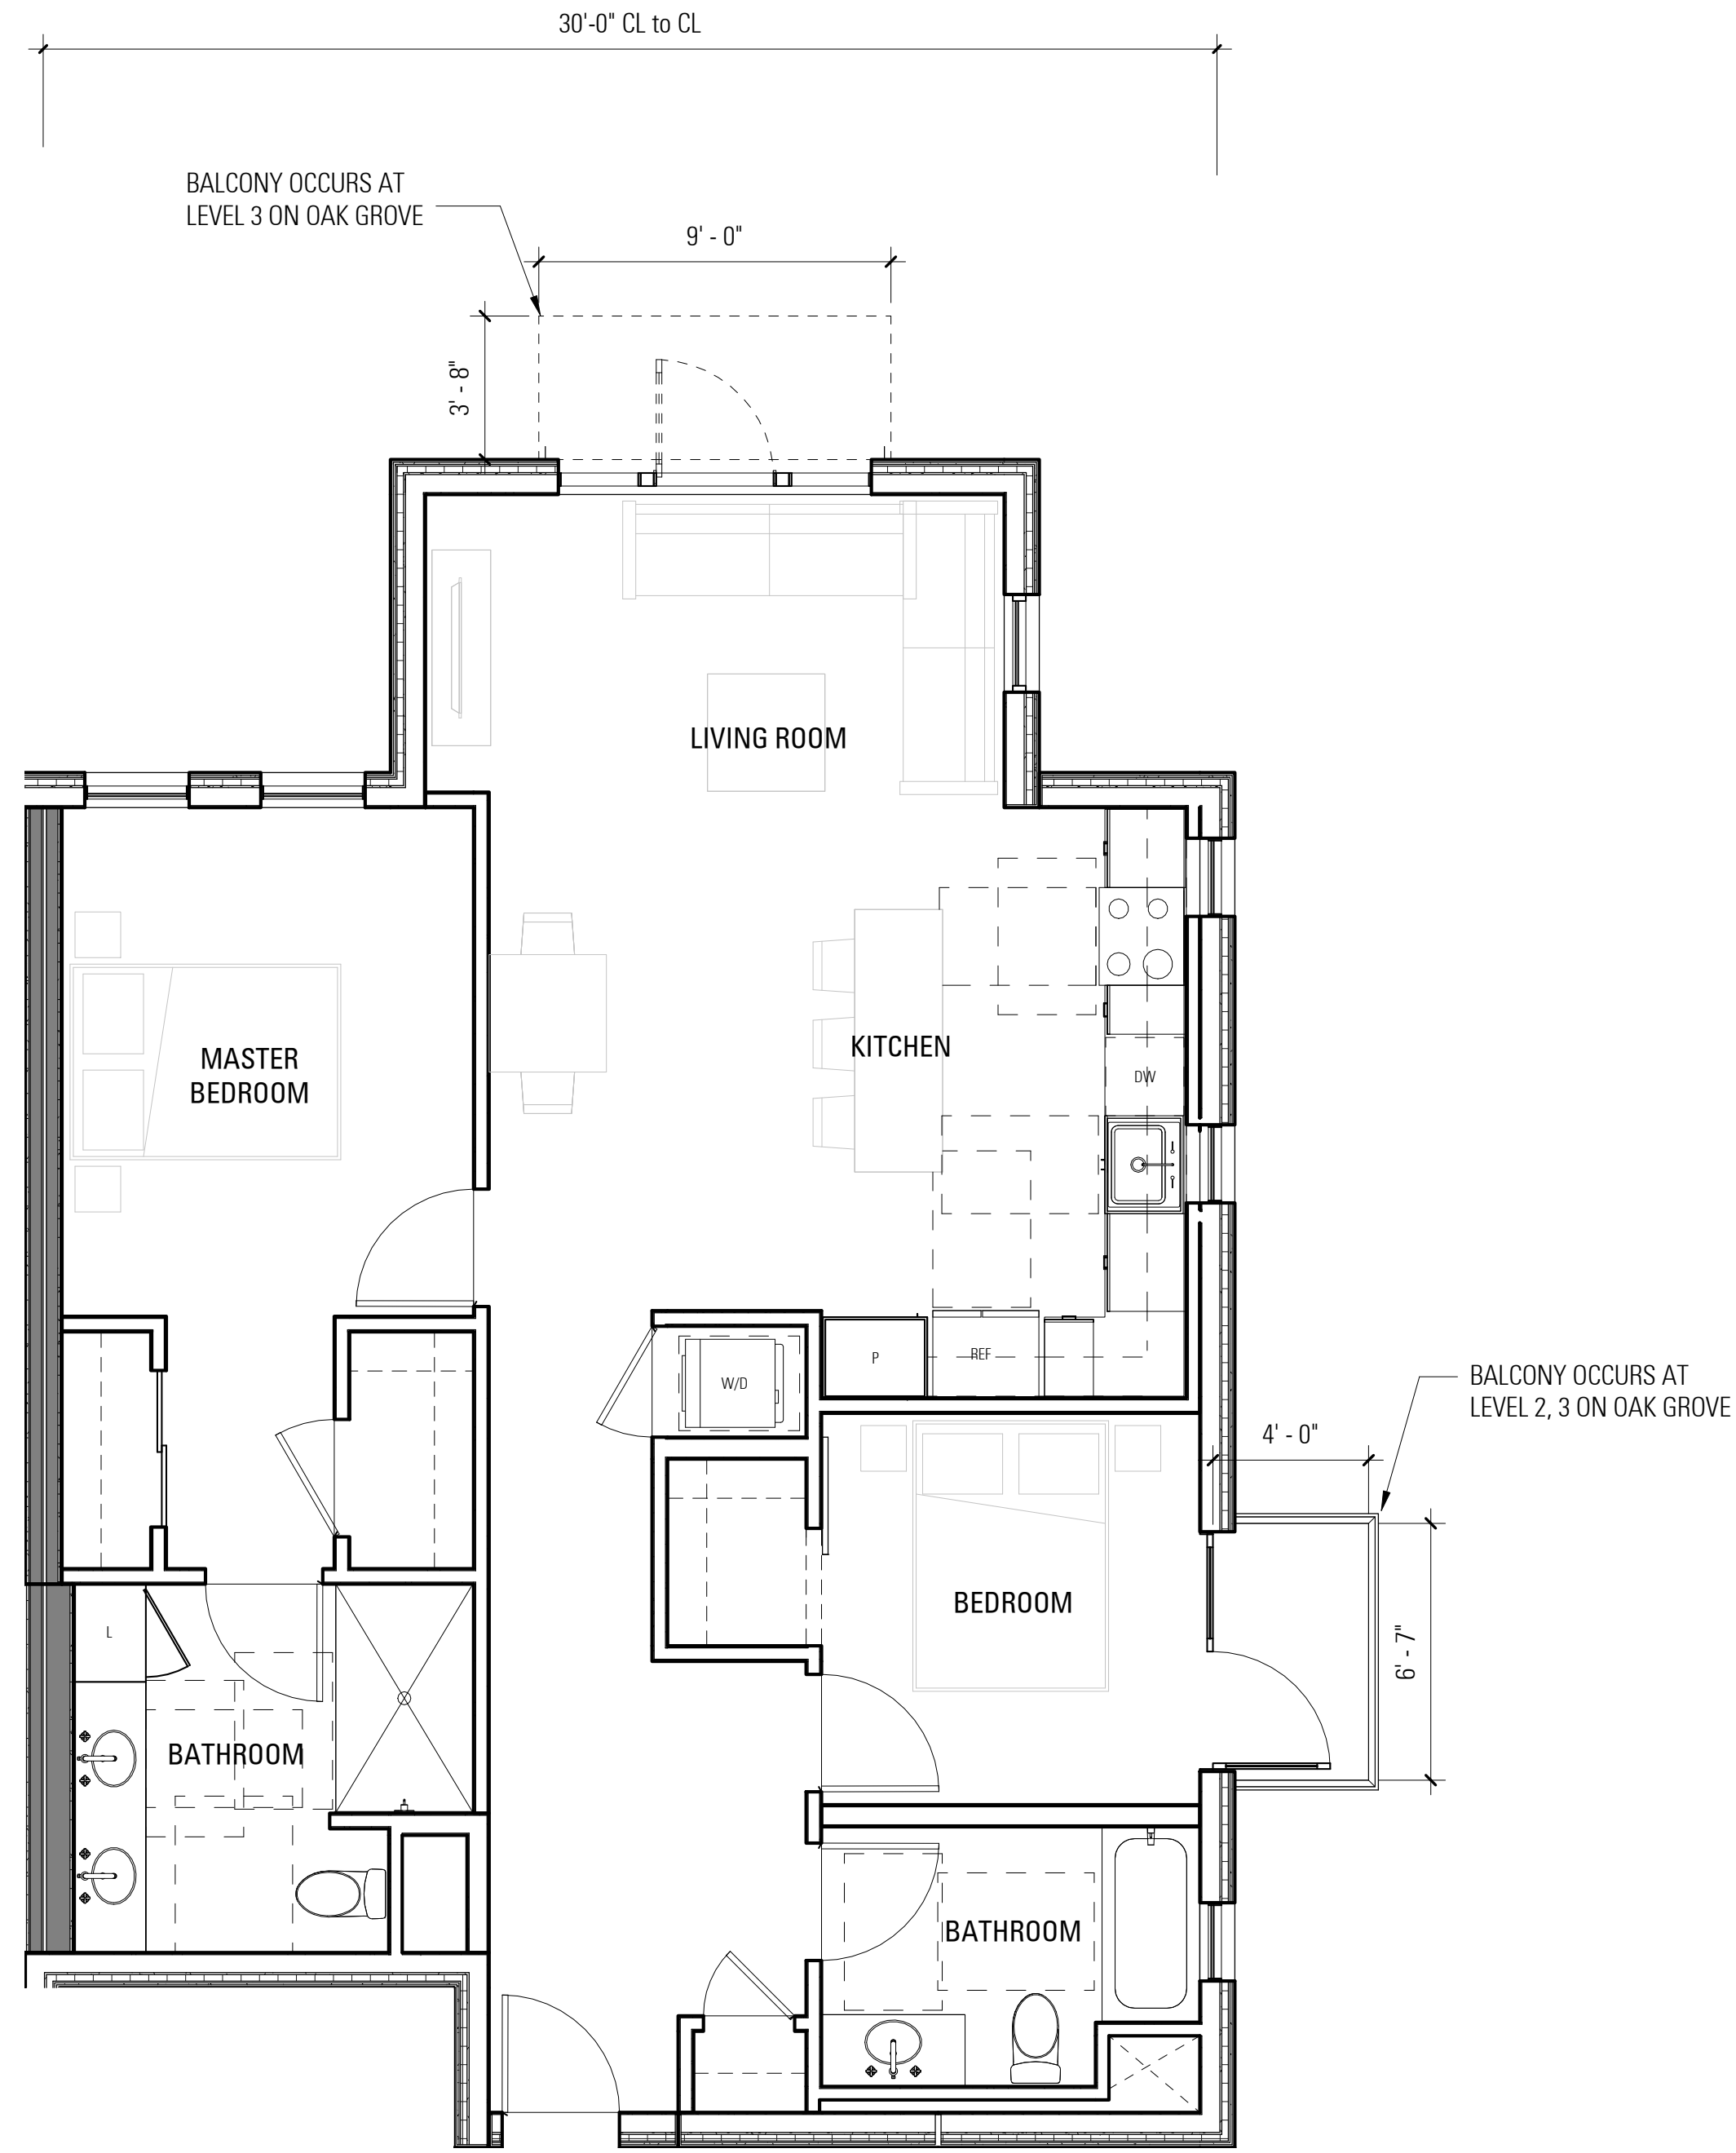 30'-0" CL to CL
BALCONY OCCURS AT
LEVEL 3 ON OAK GROVE
9' - 0"
3' - 8"
LIVING ROOM
MASTER
BEDROOM
KITCHEN
DW
P
REF
W/D
BALCONY OCCURS AT
LEVEL 2, 3 ON OAK GROVE
4' - 0"
BEDROOM
6' - 7"
L
BATHROOM
BATHROOM